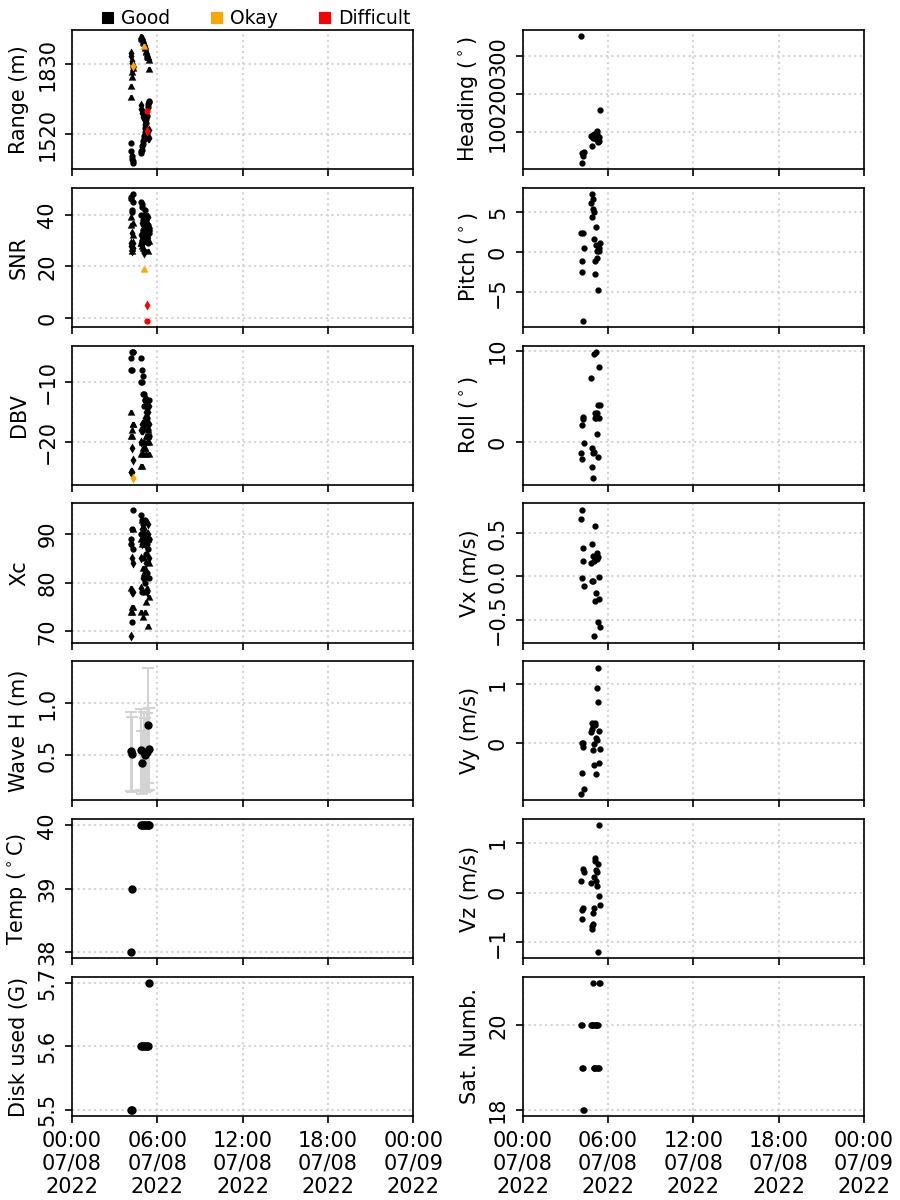 Good Okay Difficult
Range (m)
1830
1520
Heading (°)
300
200
100
SNR
40
20
0
Pitch (°)
5
0
−5
DBV
−10
−20
Roll (°)
10
0
Xc
90
80
70
Vx (m/s)
0.5
0.0
−0.5
Wave H (m)
1.0
0.5
Vy (m/s)
1
0
Temp (°C)
40
39
38
Vz (m/s)
1
0
−1
Disk used (G)
5.7
5.6
5.5
Sat. Numb.
20
18
00:00 06:00 12:00 18:00 00:00
07/08 07/08 07/08 07/08 07/09
2022 2022 2022 2022 2022
00:00 06:00 12:00 18:00 00:00
07/08 07/08 07/08 07/08 07/09
2022 2022 2022 2022 2022